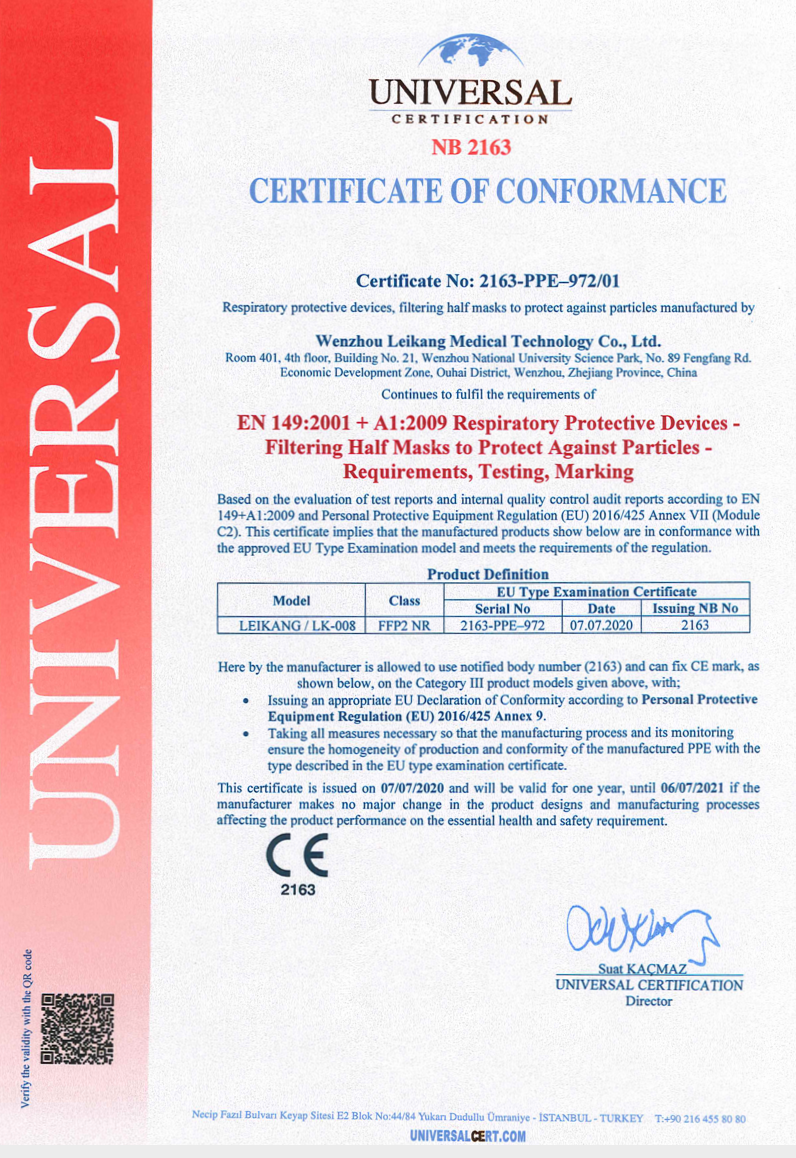 UNIVERSAL
CERTIFICATION
NB 2163
CERTIFICATE OF CONFORMANCE
Certificate No: 2163-PPE–972/01
Respiratory protective devices, filtering half masks to protect against particles manufactured by
Wenzhou Leikang Medical Technology Co., Ltd.
Room 401, 4th floor, Building No. 21, Wenzhou National University Science Park, No. 89 Fengfang Rd.
Economic Development Zone, Ouhai District, Wenzhou, Zhejiang Province, China
Continues to fulfil the requirements of
EN 149:2001 + A1:2009 Respiratory Protective Devices -
Filtering Half Masks to Protect Against Particles -
Requirements, Testing, Marking
Based on the evaluation of test reports and internal quality control audit reports according to EN
149+A1:2009 and Personal Protective Equipment Regulation (EU) 2016/425 Annex VII (Module
C2). This certificate implies that the manufactured products show below are in conformance with
the approved EU Type Examination model and meets the requirements of the regulation.
Product Definition
Model Class EU Type Examination Certificate
Serial No Date Issuing NB No
LEIKANG / LK-008 FFP2 NR 2163-PPE–972 07.07.2020 2163
Here by the manufacturer is allowed to use notified body number (2163) and can fix CE mark, as
shown below, on the Category III product models given above, with;
• Issuing an appropriate EU Declaration of Conformity according to Personal Protective
Equipment Regulation (EU) 2016/425 Annex 9.
• Taking all measures necessary so that the manufacturing process and its monitoring
ensure the homogeneity of production and conformity of the manufactured PPE with the
type described in the EU type examination certificate.
This certificate is issued on 07/07/2020 and will be valid for one year, until 06/07/2021 if the
manufacturer makes no major change in the product designs and manufacturing processes
affecting the product performance on the essential health and safety requirement.
CE
2163
Suat KAÇMAZ
UNIVERSAL CERTIFICATION
Director
UNIVERSAL
Verify the validity with the QR code
Necip Fazıl Bulvarı Keyap Sitesi E2 Blok No:44/84 Yukarı Dudullu Ümraniye - İSTANBUL - TURKEY T:+90 216 455 80 80
UNIVERSALCERT.COM